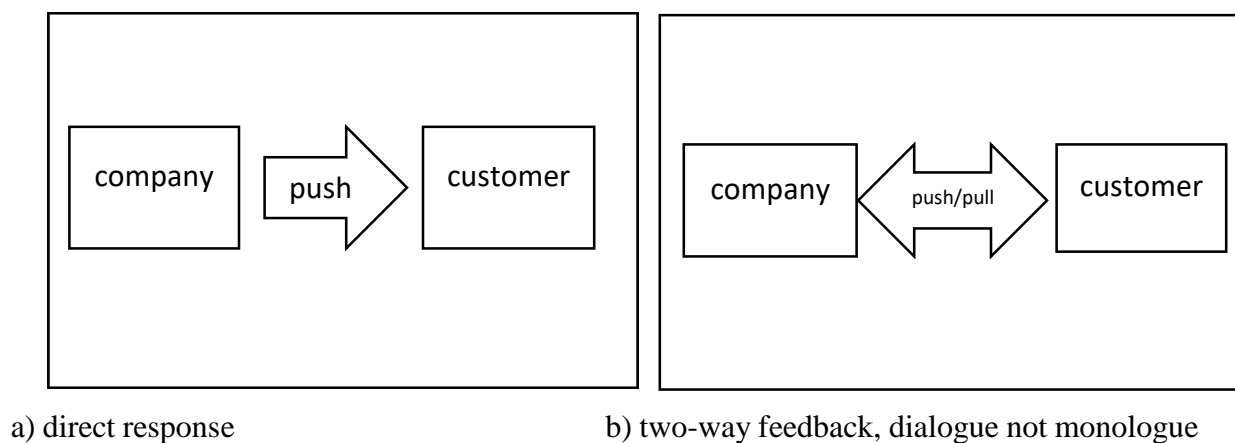 company
push
customer
company
push/pull
customer
a) direct response
b) two-way feedback, dialogue not monologue